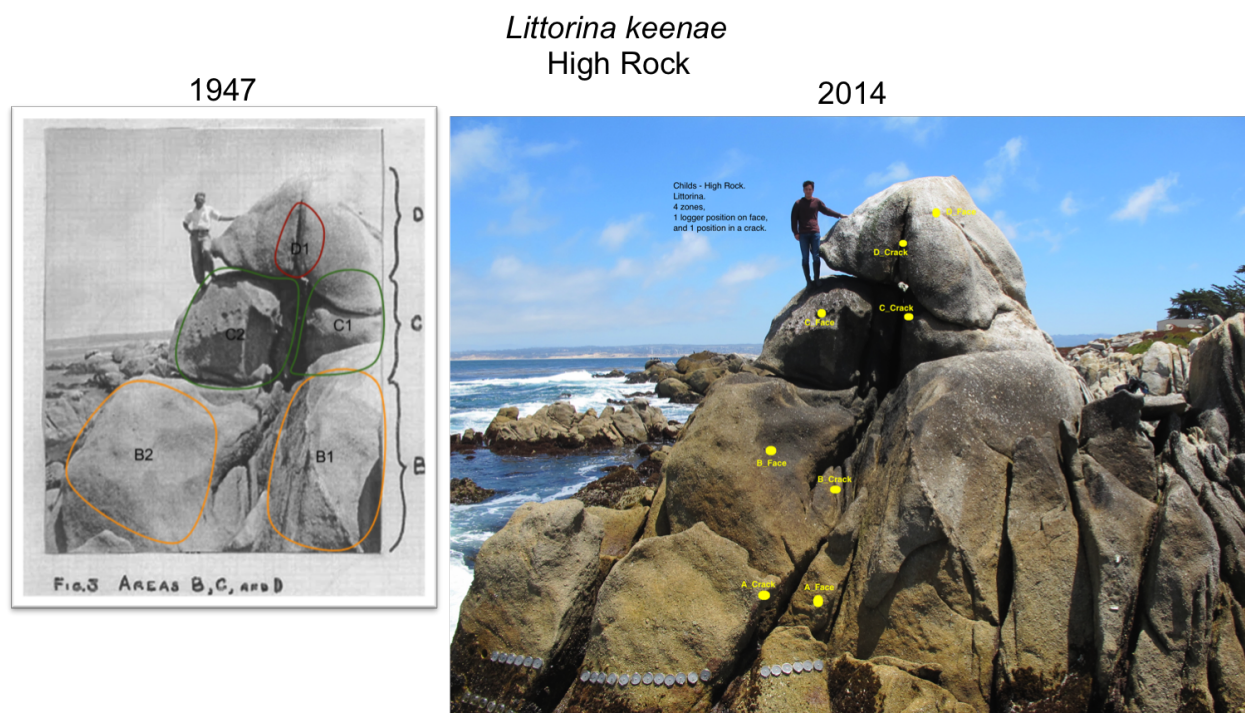 Littorina keenae
High Rock
1947
2014
D1
C2
C1
B2
B1
D
C
B
FIG.3 AREAS B,C, AND D
Childs - High Rock.
Littorina.
4 zones,
1 logger position on face,
and 1 position in a crack.
D_Face
D_Crack
C_Face
C_Crack
B_Face
B_Crack
A_Crack
A_Face